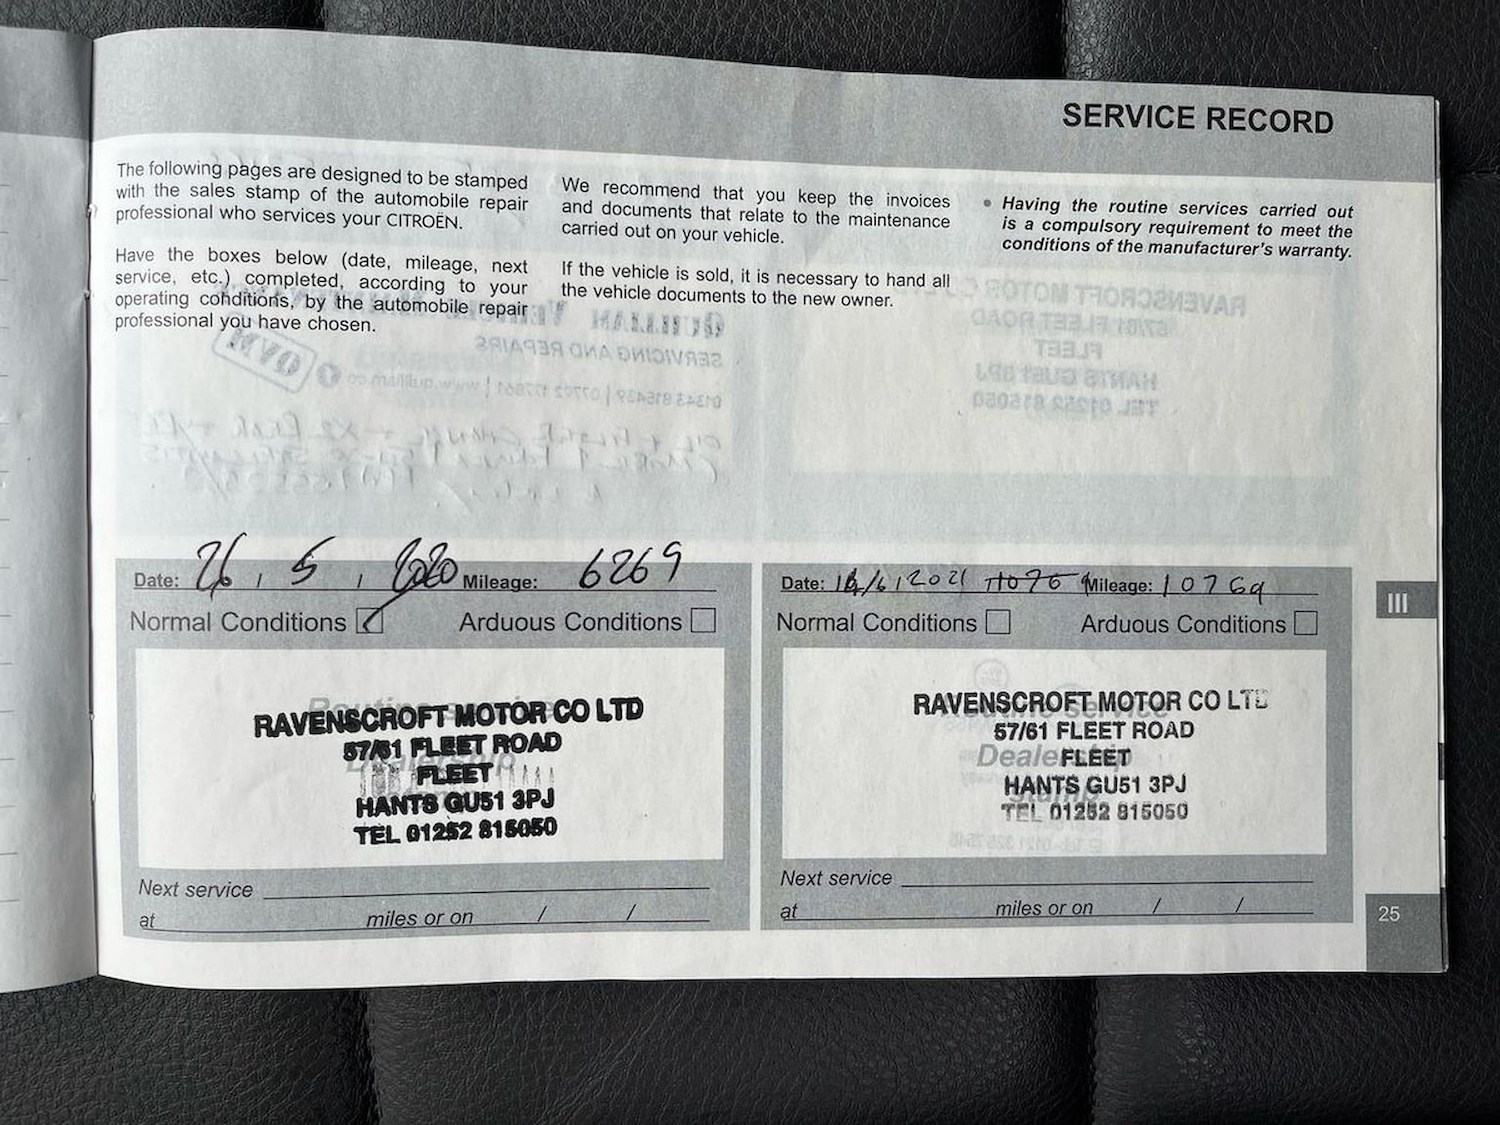 SERVICE RECORD
The following pages are designed to be stamped
with the sales stamp of the automobile repair
professional who services your CITROËN.
Have the boxes below (date, mileage, next
service, etc.) completed, according to your
operating conditions, by the automobile repair
professional you have chosen.
We recommend that you keep the invoices
and documents that relate to the maintenance
carried out on your vehicle.
If the vehicle is sold, it is necessary to hand all
the vehicle documents to the new owner.
• Having the routine services carried out
is a compulsory requirement to meet the
conditions of the manufacturer's warranty.
Date: 26 / 5 / 2020 Mileage: 6269
Normal Conditions Arduous Conditions
Routine service
Dealership
RAVENSCROFT MOTOR CO LTD
57/61 FLEET ROAD
FLEET
HANTS GU51 3PJ
TEL 01252 815050
Next service
at miles or on / /
Date: 14/6/2021 Mileage: 10769
Normal Conditions Arduous Conditions
Routine service
Dealership
stamp
RAVENSCROFT MOTOR CO LTD
57/61 FLEET ROAD
FLEET
HANTS GU51 3PJ
TEL 01252 815050
Next service
at miles or on / /
III
25